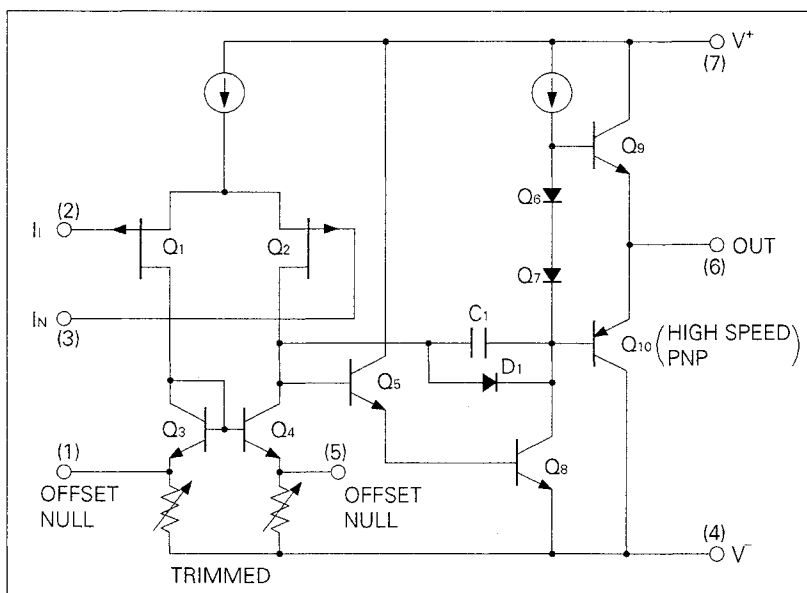 V⁺
(7)
Q₉
(2)
Q₆
I₁
Q₁
Q₂
OUT
(6)
Q₇
I_N
(3)
C₁
Q₁₀ (HIGH SPEED PNP)
D₁
Q₅
Q₃
Q₄
(1)
(5)
Q₈
OFFSET
NULL
OFFSET
NULL
(4)
V⁻
TRIMMED